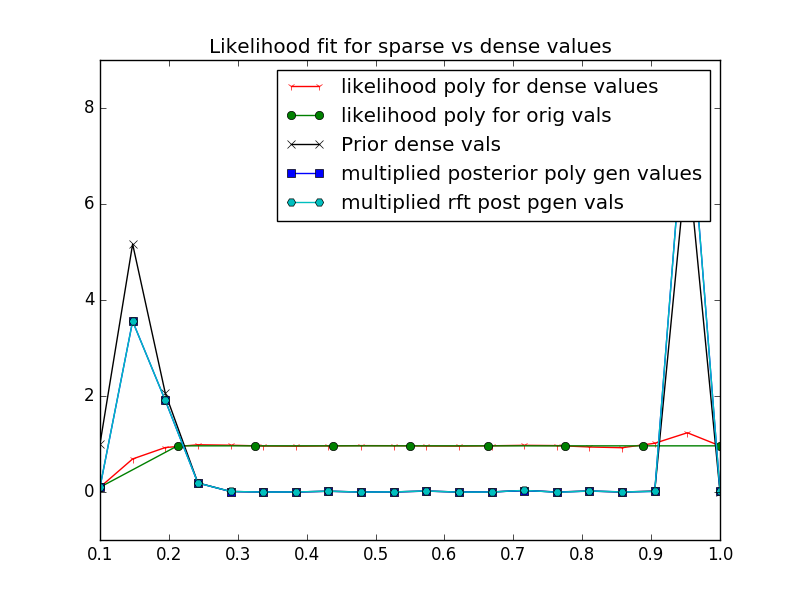 Likelihood fit for sparse vs dense values
likelihood poly for dense values
likelihood poly for orig vals
Prior dense vals
multiplied posterior poly gen values
multiplied rft post pgen vals
8
6
4
2
0
0.1 0.2 0.3 0.4 0.5 0.6 0.7 0.8 0.9 1.0